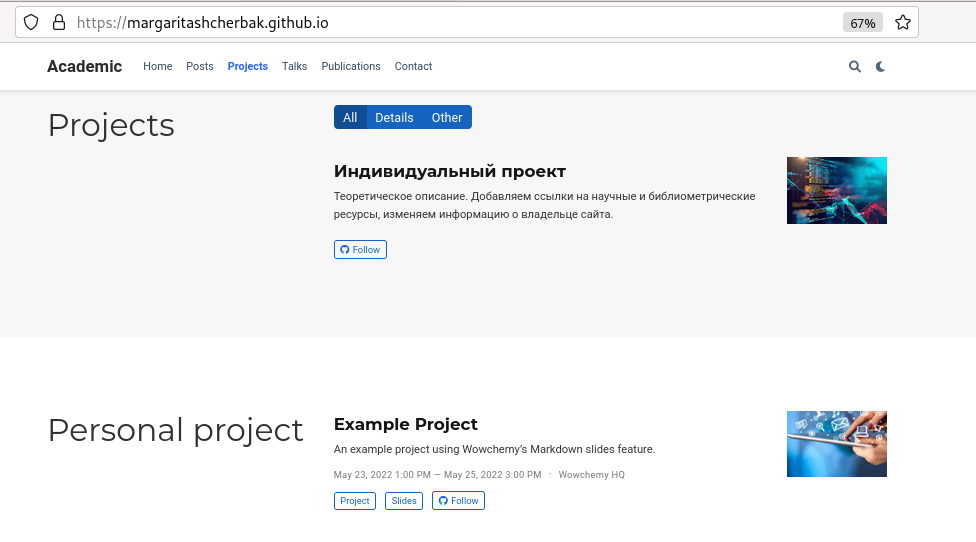 https://margaritashcherbak.github.io
67%
Academic Home Posts Projects Talks Publications Contact
Projects
All Details Other
Индивидуальный проект
Теоретическое описание. Добавляем ссылки на научные и библиометрические
ресурсы, изменяем информацию о владельце сайта.
Follow
Personal project
Example Project
An example project using Wowchemy's Markdown slides feature.
May 23, 2022 1:00 PM — May 25, 2022 3:00 PM · Wowchemy HQ
Project Slides Follow